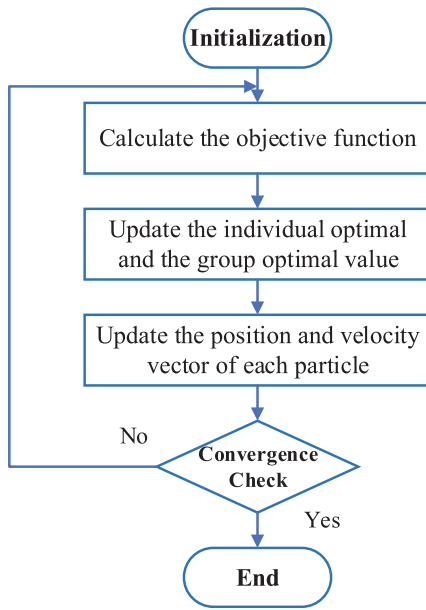 Initialization
Calculate the objective function
Update the individual optimal
and the group optimal value
Update the position and velocity
vector of each particle
No
Convergence
Check
Yes
End